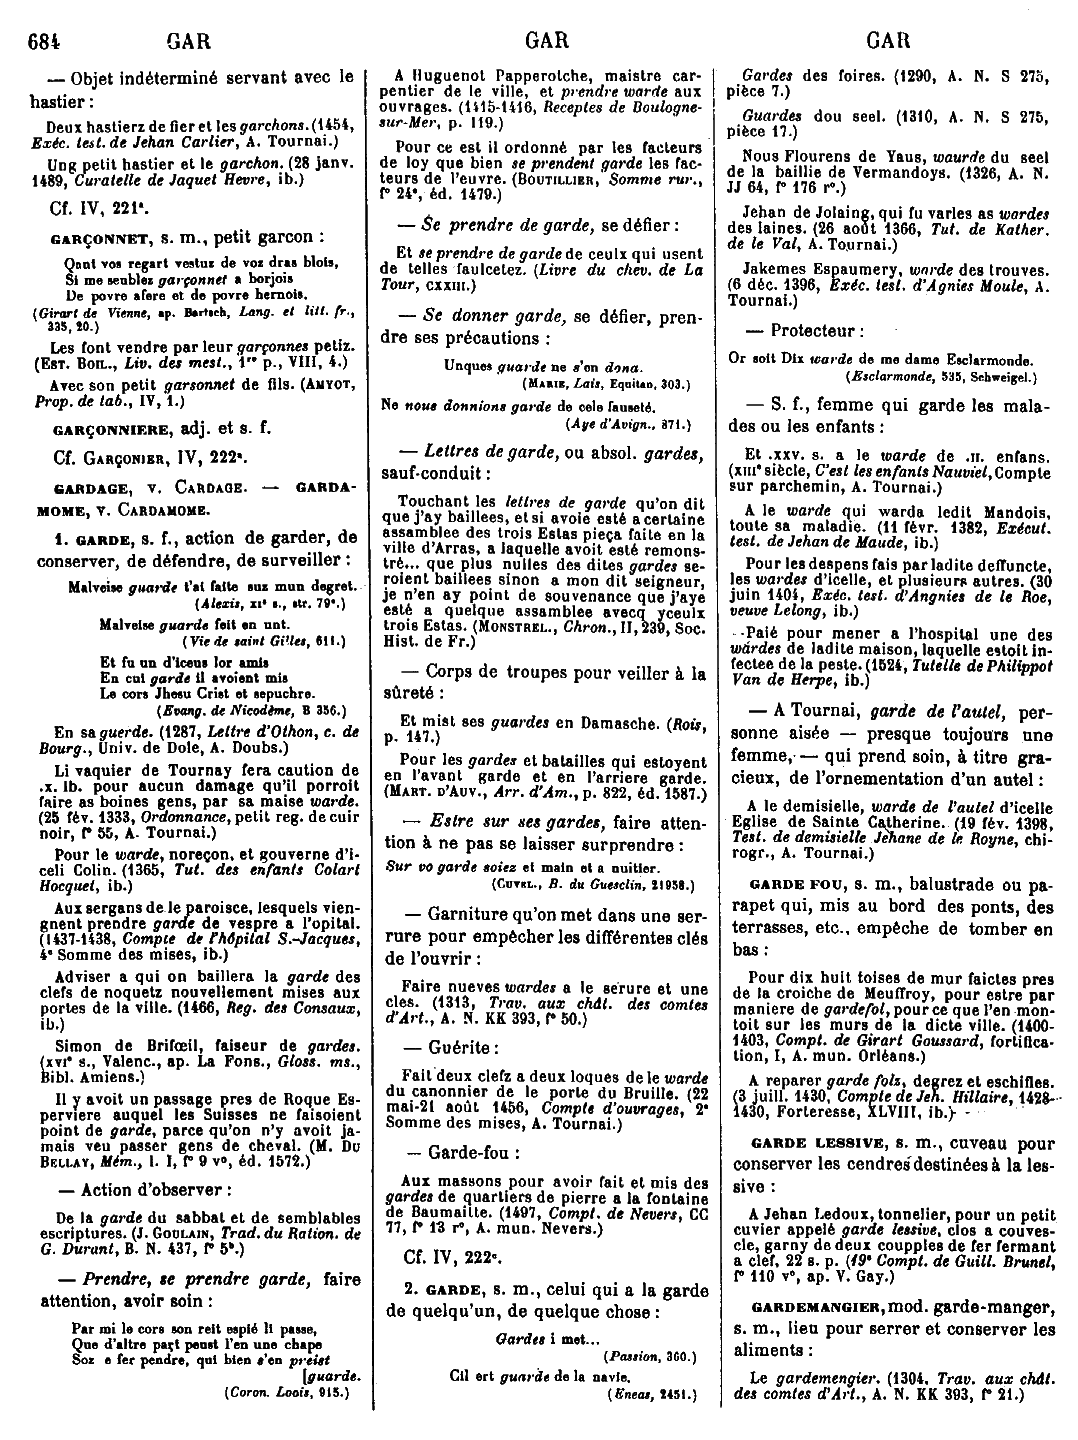 684 GAR GAR GAR
— Objet indéterminé servant avec le
hastier :
Deux hastierz de fier et les garchons. (1454,
Exéc. test. de Jehan Carlier, A. Tournai.)
Ung petit hastier et le garchon. (28 janv.
1489, Curatelle de Jaquet Hevre, ib.)
Cf. IV, 221ᵃ.
GARÇONNET, s. m., petit garcon :
Qant vos regart vestuz de voz dras blois,
Si me senblez garçonnet a borjois
De povre afere et de povre hernois.
(Girart de Vienne, ap. Bartsch, Lang. et litt. fr.,
335, 20.)
Les font vendre par leur garçonnes petiz.
(EST. BOIL., Liv. des mest., 1ʳᵉ p., VIII, 4.)
Avec son petit garsonnet de fils. (AMYOT,
Prop. de tab., IV, 1.)
GARÇONNIERE, adj. et s. f.
Cf. GARÇONIER, IV, 222ᵃ.
GARDAGE, v. CARDAGE. — GARDA-
MOME, v. CARDAMOME.
1. GARDE, s. f., action de garder, de
conserver, de défendre, de surveiller :
Malveise guarde t'ai faite suz mun degret.
(Alexis, XIᵉ s., str. 79ᵉ.)
Malveise guarde feit en unt.
(Vie de saint Gilles, 611.)
Et fu un d'iceus lor amis
En cui garde il avoient mis
Le cors Jhesu Crist et sepuchre.
(Evang. de Nicodème, B 356.)
En sa guerde. (1287, Lettre d'Othon, c. de
Bourg., Univ. de Dole, A. Doubs.)
Li vaquier de Tournay fera caution de
.x. lb. pour aucun damage qu'il porroit
faire as boines gens, par sa maise warde.
(25 fév. 1333, Ordonnance, petit reg. de cuir
noir, fº 55, A. Tournai.)
Pour le warde, noreçon, et gouverne d'i-
celi Colin. (1365, Tut. des enfants Colart
Hocquet, ib.)
Aux sergans de le paroisce, lesquels vien-
gnent prendre garde de vespre a l'opital.
(1437-1438, Compte de l'hôpital S.-Jacques,
4ᵉ Somme des mises, ib.)
Adviser a qui on baillera la garde des
clefs de noquetz nouvellement mises aux
portes de la ville. (1466, Reg. des Consaux,
ib.)
Simon de Brifœil, faiseur de gardes.
(XVIᵉ s., Valenc., ap. La Fons., Gloss. ms.,
Bibl. Amiens.)
Il y avoit un passage pres de Roque Es-
perviere auquel les Suisses ne faisoient
point de garde, parce qu'on n'y avoit ja-
mais veu passer gens de cheval. (M. DU
BELLAY, Mém., l. I, fº 9 vº, éd. 1572.)
— Action d'observer :
De la garde du sabbat et de semblables
escriptures. (J. GOULAIN, Trad. du Ration. de
G. Durant, B. N. 437, fº 5ᵇ.)
— Prendre, se prendre garde, faire
attention, avoir soin :
Par mi le cors son reit espié li passe,
Que d'altre part peust l'en une chape
Soz e fer pendre, qui bien s'en preist
[guarde.
(Coron. Loois, 915.)
A Huguenot Papperotche, maistre car-
pentier de le ville, et prendre warde aux
ouvrages. (1415-1416, Receptes de Boulogne-
sur-Mer, p. 119.)
Pour ce est il ordonné par les facteurs
de loy que bien se prendent garde les fac-
teurs de l'euvre. (BOUTILLIER, Somme rur.,
fº 24ᵃ, éd. 1479.)
— Se prendre de garde, se défier :
Et se prendre de garde de ceulx qui usent
de telles faulcetez. (Livre du chev. de La
Tour, CXXIII.)
— Se donner garde, se défier, pren-
dre ses précautions :
Unques guarde ne s'en dona.
(MARIE, Lais, Equitan, 303.)
Ne nous donnions garde de cele fauseté.
(Aye d'Avign., 871.)
— Lettres de garde, ou absol. gardes,
sauf-conduit :
Touchant les lettres de garde qu'on dit
que j'ay baillees, et si avoie esté a certaine
assamblee des trois Estas pieça faite en la
ville d'Arras, a laquelle avoit esté remons-
tré... que plus nulles des dites gardes se-
roient baillees sinon a mon dit seigneur,
je n'en ay point de souvenance que j'aye
esté a quelque assamblee avecq yceulx
trois Estas. (MONSTREL., Chron., II, 239, Soc.
Hist. de Fr.)
— Corps de troupes pour veiller à la
sûreté :
Et mist ses guardes en Damasche. (Rois,
p. 147.)
Pour les gardes et batailles qui estoyent
en l'avant garde et en l'arriere garde.
(MART. D'AUV., Arr. d'Am., p. 822, éd. 1587.)
— Estre sur ses gardes, faire atten-
tion à ne pas se laisser surprendre :
Sur vo garde soiez et main et a nuitier.
(CUVEL., B. du Guesclin, 21958.)
— Garniture qu'on met dans une ser-
rure pour empêcher les différentes clés
de l'ouvrir :
Faire nueves wardes a le serure et une
cles. (1313, Trav. aux chât. des comtes
d'Art., A. N. KK 393, fº 50.)
— Guérite :
Fait deux clefz a deux loques de le warde
du canonnier de le porte du Bruille. (22
mai-21 août 1456, Compte d'ouvrages, 2ᵉ
Somme des mises, A. Tournai.)
— Garde-fou :
Aux massons pour avoir fait et mis des
gardes de quartiers de pierre a la fontaine
de Baumaitte. (1497, Compt. de Nevers, CC
77, fº 13 rº, A. mun. Nevers.)
Cf. IV, 222ᶜ.
2. GARDE, s. m., celui qui a la garde
de quelqu'un, de quelque chose :
Gardes i met...
(Passion, 360.)
Cil ert guarde de la navie.
(Eneas, 2451.)
Gardes des foires. (1290, A. N. S 275,
pièce 7.)
Guardes dou seel. (1310, A. N. S 275,
pièce 17.)
Nous Flourens de Yaus, waurde du seel
de la baillie de Vermandoys. (1326, A. N.
JJ 64, fº 176 rº.)
Jehan de Jolaing, qui fu varles as wardes
des laines. (26 août 1366, Tut. de Kather.
de le Val, A. Tournai.)
Jakemes Espaumery, warde des trouves.
(6 déc. 1396, Exéc. test. d'Agnies Moule, A.
Tournai.)
— Protecteur :
Or soit Dix warde de me dame Esclarmonde.
(Esclarmonde, 535, Schweigel.)
— S. f., femme qui garde les mala-
des ou les enfants :
Et .XXV. s. a le warde de .II. enfans.
(XIIIᵉ siècle, C'est les enfants Nauviel, Compte
sur parchemin, A. Tournai.)
A le warde qui warda ledit Mandois,
toute sa maladie. (11 févr. 1382, Exécut.
test. de Jehan de Maude, ib.)
Pour les despens fais par ladite deffuncte,
les wardes d'icelle, et plusieurs autres. (30
juin 1404, Exéc. test. d'Angnies de le Roe,
veuve Lelong, ib.)
Paié pour mener a l'hospital une des
wardes de ladite maison, laquelle estoit in-
fectee de la peste. (1524, Tutelle de Philippot
Van de Herpe, ib.)
— A Tournai, garde de l'autel, per-
sonne aisée — presque toujours une
femme, — qui prend soin, à titre gra-
cieux, de l'ornementation d'un autel :
A le demisielle, warde de l'autel d'icelle
Eglise de Sainte Catherine. (19 fév. 1398,
Test. de demisielle Jehane de le Royne, chi-
rogr., A. Tournai.)
GARDE FOU, s. m., balustrade ou pa-
rapet qui, mis au bord des ponts, des
terrasses, etc., empêche de tomber en
bas :
Pour dix huit toises de mur faictes pres
de la croiche de Meuffroy, pour estre par
maniere de gardefol, pour ce que l'en mon-
toit sur les murs de la dicte ville. (1400-
1403, Compt. de Girart Goussard, fortifica-
tion, I, A. mun. Orléans.)
A reparer garde folz, degrez et eschifles.
(3 juill. 1430, Compte de Jeh. Hillaire, 1428-
1430, Forteresse, XLVIII, ib.)
GARDE LESSIVE, s. m., cuveau pour
conserver les cendres destinées à la les-
sive :
A Jehan Ledoux, tonnelier, pour un petit
cuvier appelé garde lessive, clos a couves-
cle, garny de deux coupples de fer fermant
a clef, 22 s. p. (19ᵉ Compt. de Guill. Brunel,
fº 110 vº, ap. V. Gay.)
GARDEMANGIER, mod. garde-manger,
s. m., lieu pour serrer et conserver les
aliments :
Le gardemengier. (1304, Trav. aux chât.
des comtes d'Art., A. N. KK 393, fº 21.)